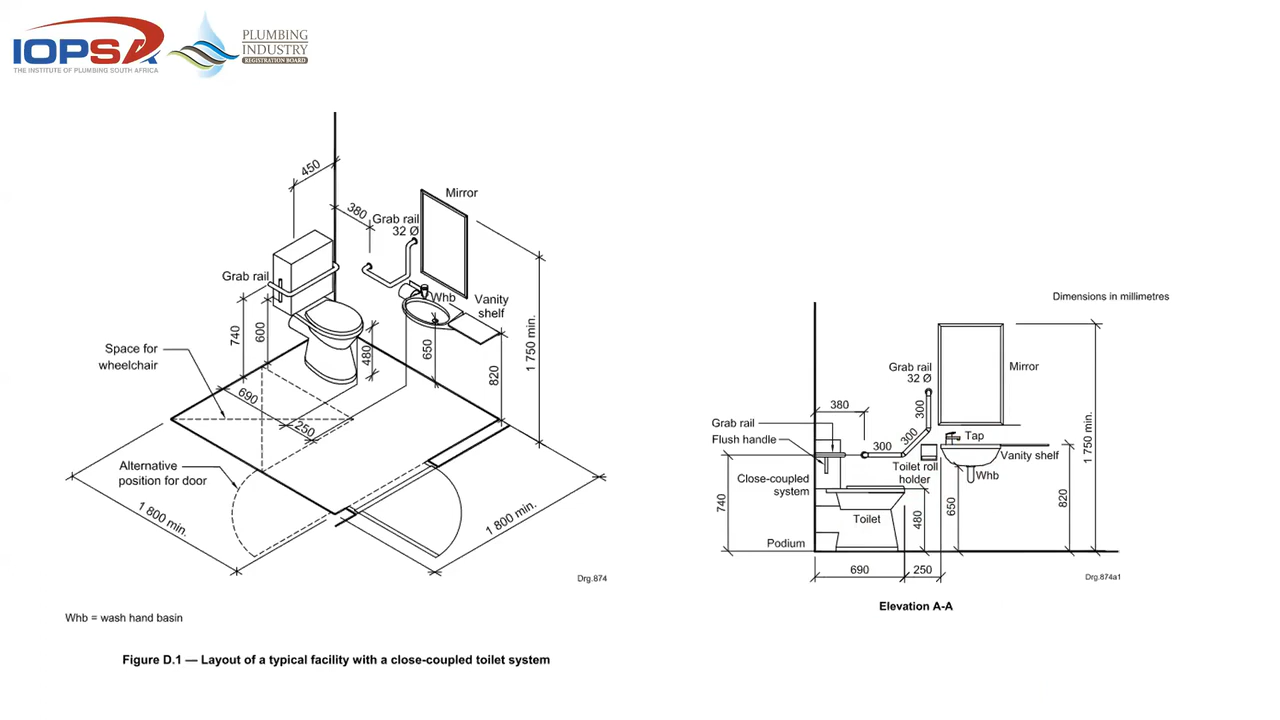 IOPSA
THE INSTITUTE OF PLUMBING SOUTH AFRICA
PLUMBING
INDUSTRY
REGISTRATION BOARD
450
Mirror
380
Grab rail
32 Ø
Grab rail
Whb
Vanity
shelf
740
600
480
650
820
1 750 min.
Space for
wheelchair
690
250
Alternative
position for door
1 800 min.
1 800 min.
Drg.874
Whb = wash hand basin
Figure D.1 — Layout of a typical facility with a close-coupled toilet system
Dimensions in millimetres
Grab rail
32 Ø
Mirror
380
300
Grab rail
Flush handle
300
300
Tap
Toilet roll
holder
Vanity shelf
Whb
Close-coupled
system
740
Toilet
480
650
820
1 750 min.
Podium
690
250
Drg.874a1
Elevation A-A